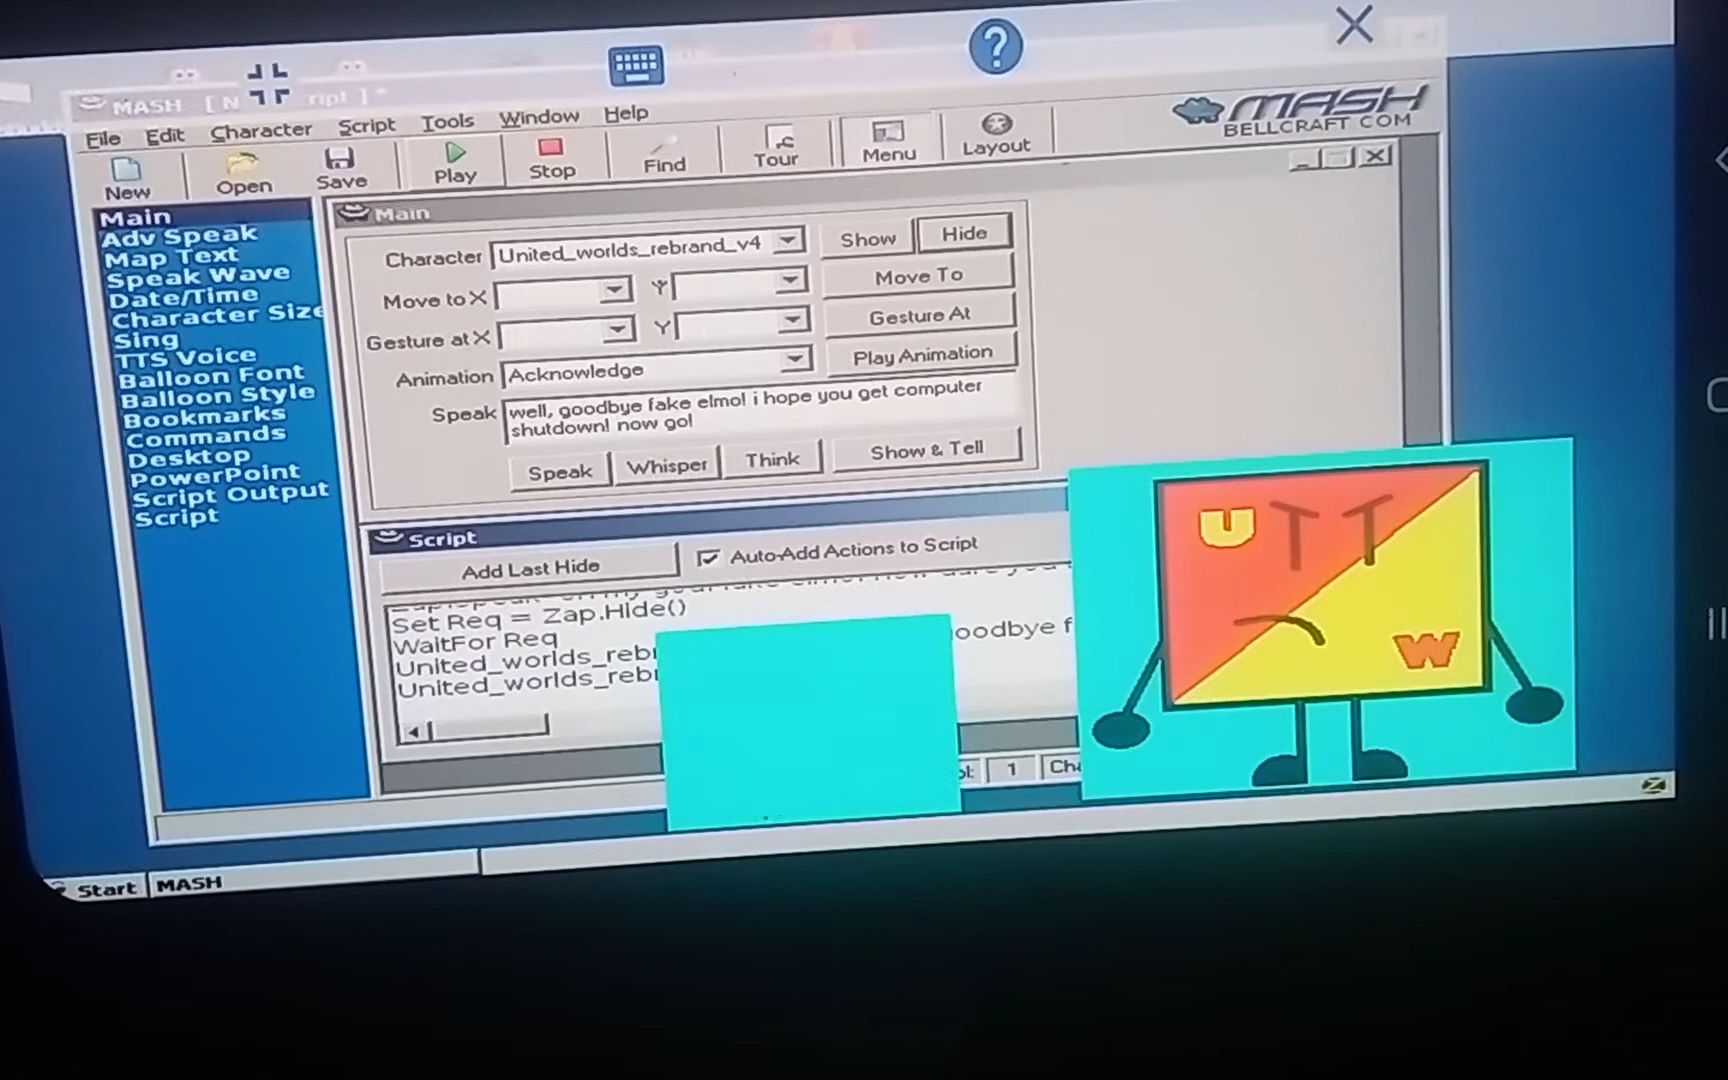 MASH [ N ript ] *
MASH
BELLCRAFT COM
File Edit Character Script Tools Window Help
New Open Save Play Stop Find Tour Menu Layout
Main
Adv Speak
Map Text
Speak Wave
Date/Time
Character Size
Sing
TTS Voice
Balloon Font
Balloon Style
Bookmarks
Commands
Desktop
PowerPoint
Script Output
Script
Main
Character United_worlds_rebrand_v4 Show Hide
Move to X Y Move To
Gesture at X Y Gesture At
Animation Acknowledge Play Animation
Speak well, goodbye fake elmo! i hope you get computer
shutdown! now go!
Speak Whisper Think Show & Tell
Script
Add Last Hide Auto-Add Actions to Script
Set Req = Zap.Hide()
WaitFor Req
United_worlds_reb oodbye f
United_worlds_reb
1 Cha
U
W
Start MASH